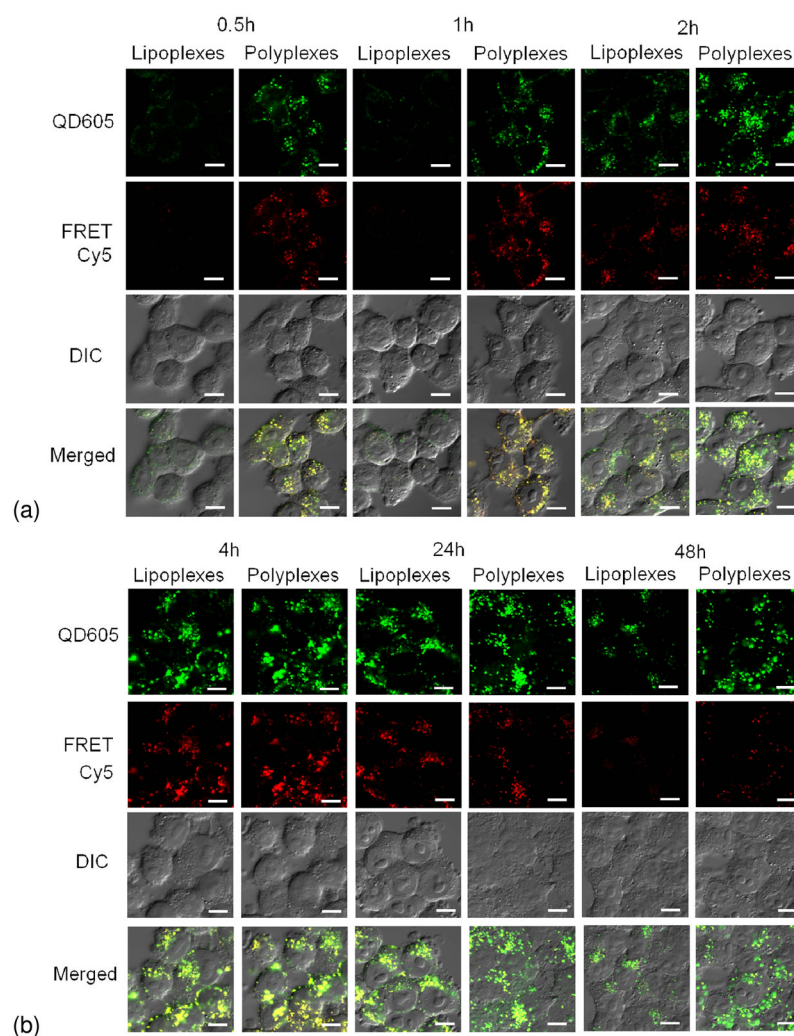 0.5h 1h 2h
Lipoplexes Polyplexes Lipoplexes Polyplexes Lipoplexes Polyplexes
QD605
FRET
Cy5
DIC
Merged
(a)
4h 24h 48h
Lipoplexes Polyplexes Lipoplexes Polyplexes Lipoplexes Polyplexes
QD605
FRET
Cy5
DIC
Merged
(b)